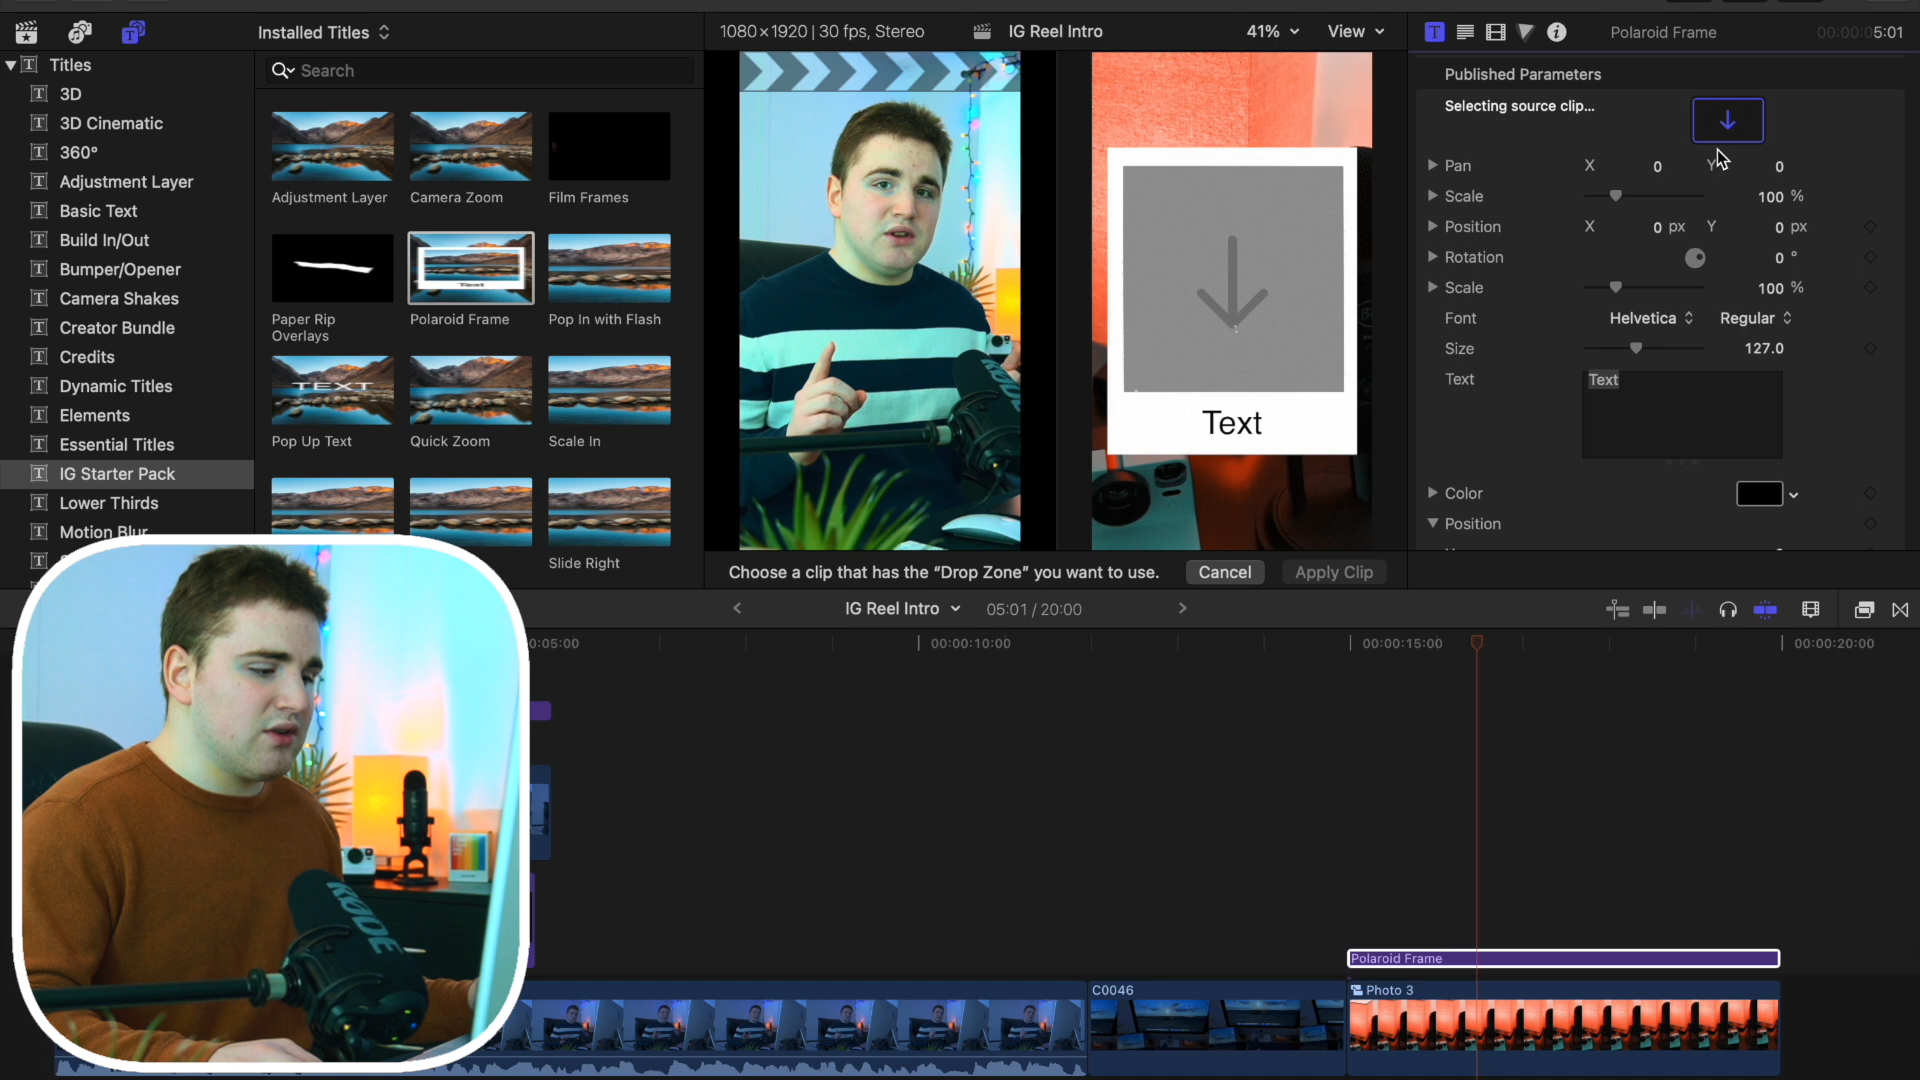 Installed Titles
1080×1920 | 30 fps, Stereo
IG Reel Intro
41%
View
Polaroid Frame
00:00:05:01
Titles
3D
3D Cinematic
360°
Adjustment Layer
Basic Text
Build In/Out
Bumper/Opener
Camera Shakes
Creator Bundle
Credits
Dynamic Titles
Elements
Essential Titles
IG Starter Pack
Lower Thirds
Motion Blur
Search
Adjustment Layer
Camera Zoom
Film Frames
Paper Rip
Overlays
Text
Polaroid Frame
Pop In with Flash
TEXT
Pop Up Text
Quick Zoom
Scale In
Slide Right
RØDE
Text
Published Parameters
Selecting source clip...
Pan X 0 Y 0
Scale 100 %
Position X 0 px Y 0 px
Rotation 0 °
Scale 100 %
Font Helvetica Regular
Size 127.0
Text Text
Color
Position
Choose a clip that has the “Drop Zone” you want to use.
Cancel
Apply Clip
IG Reel Intro
05:01 / 20:00
0:05:00
00:00:10:00
00:00:15:00
00:00:20:00
Polaroid Frame
C0046
Photo 3
RØDE